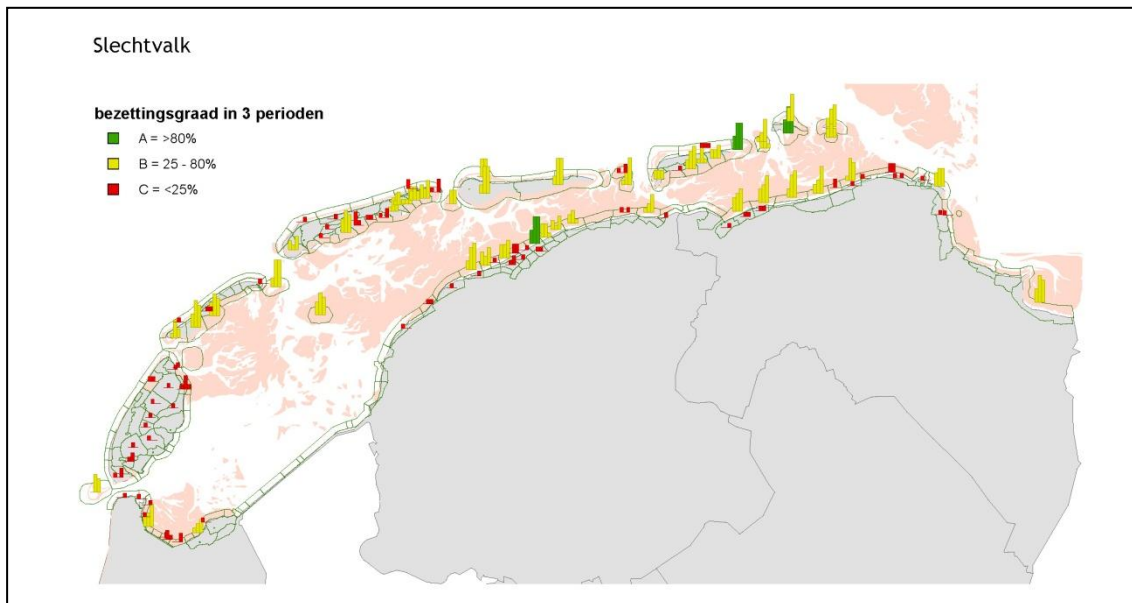 Slechtvalk
bezettingsgraad in 3 perioden
A = >80%
B = 25 - 80%
C = <25%